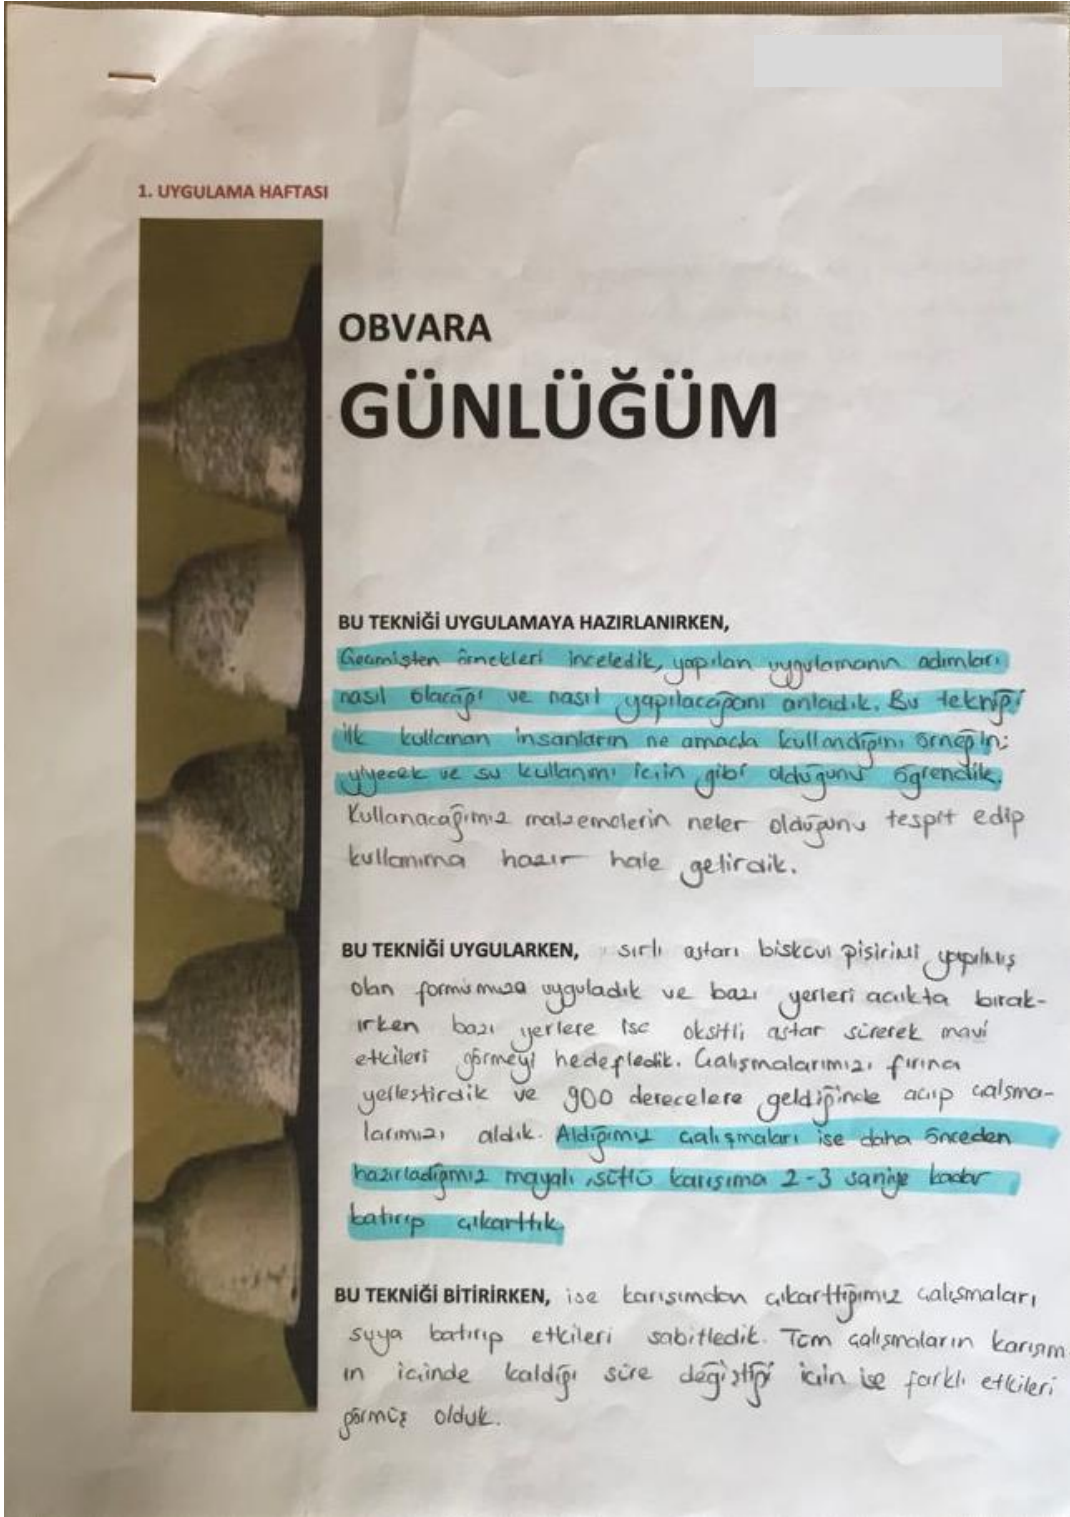 1. UYGULAMA HAFTASI
OBVARA
GÜNLÜĞÜM
BU TEKNİĞİ UYGULAMAYA HAZIRLANIRKEN,
Geçmişten örnekleri inceledik, yapılan uygulamanın adımları
nasıl olacağı ve nasıl yapılacağını anladık. Bu tekniği
ilk kullanan insanların ne amaçla kullandığını örneğin:
yiyecek ve su kullanımı için gibi olduğunu öğrendik.
Kullanacağımız malzemelerin neler olduğunu tespit edip
kullanıma hazır hale getirdik.
BU TEKNİĞİ UYGULARKEN, sırlı astarı bisküvi pişirimi yapılmış
olan formumuza uyguladık ve bazı yerleri açıkta bırak-
ırken bazı yerlere ise oksitli astar sürerek mavi
etkileri görmeyi hedefledik. Çalışmalarımızı fırına
yerleştirdik ve 900 derecelere geldiğinde açıp çalışma-
larımızı aldık. Aldığımız çalışmaları ise daha önceden
hazırladığımız mayalı, sütlü karışıma 2-3 saniye kadar
batırıp çıkarttık.
BU TEKNİĞİ BİTİRİRKEN, ise karışımdan çıkarttığımız çalışmaları
suya batırıp etkileri sabitledik. Tüm çalışmaların karışım
ın içinde kaldığı süre değiştiği için ise farklı etkileri
görmüş olduk.